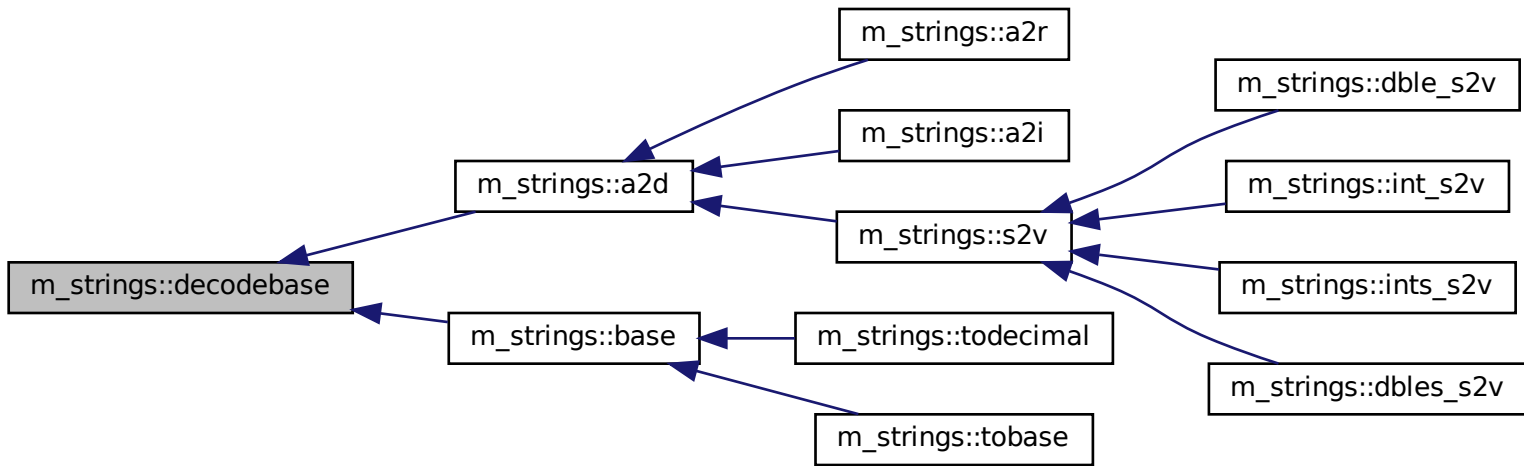 m_strings::a2r
m_strings::dble_s2v
m_strings::a2i
m_strings::a2d
m_strings::int_s2v
m_strings::s2v
m_strings::decodebase
m_strings::ints_s2v
m_strings::base
m_strings::todecimal
m_strings::dbles_s2v
m_strings::tobase